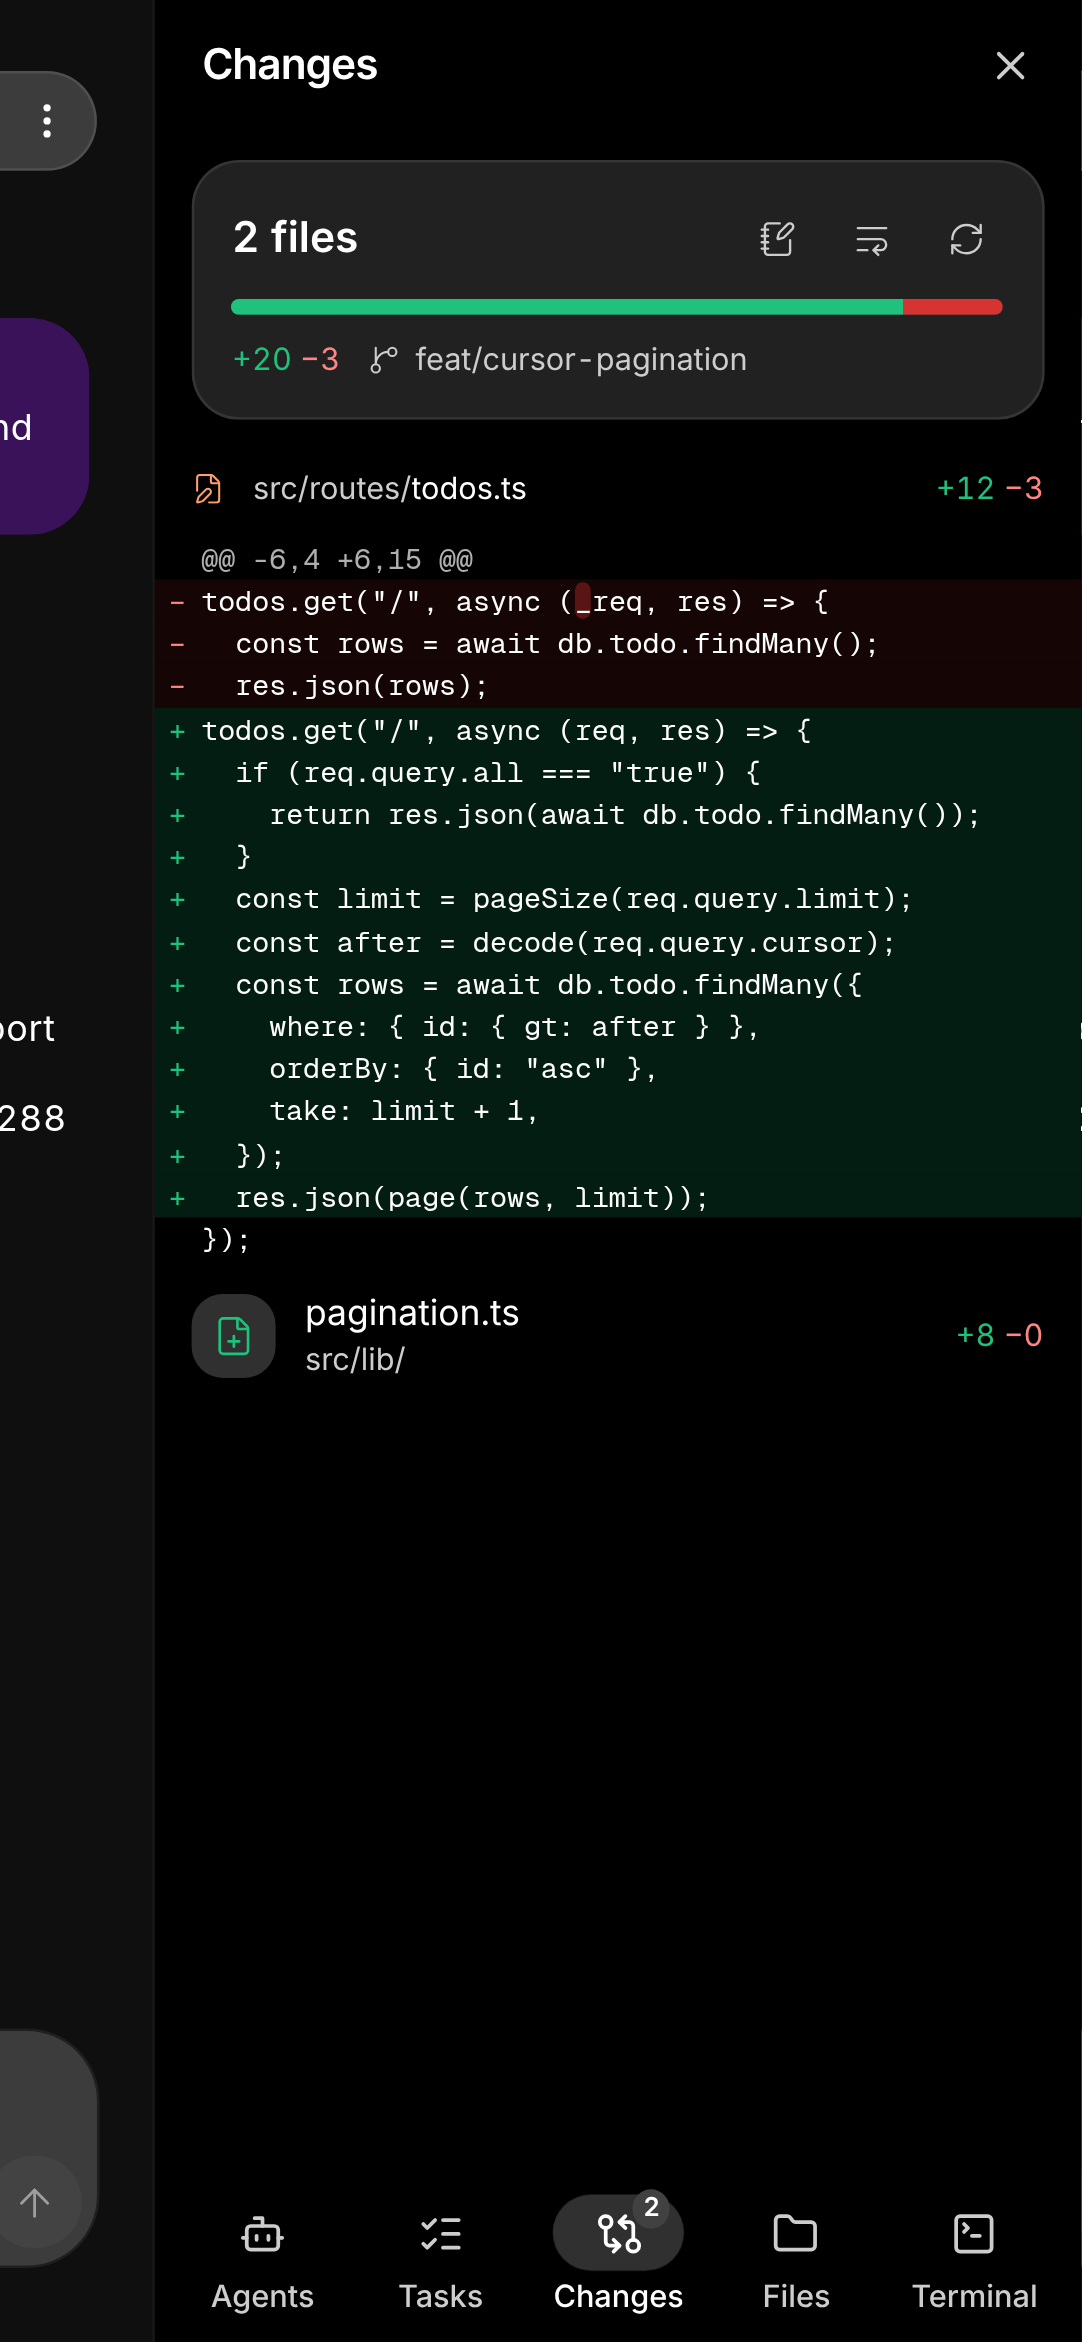 Changes
2 files
+20 −3 feat/cursor-pagination
nd
src/routes/todos.ts +12 −3
@@ -6,4 +6,15 @@
− todos.get("/", async (_req, res) => {
−   const rows = await db.todo.findMany();
−   res.json(rows);
+ todos.get("/", async (req, res) => {
+   if (req.query.all === "true") {
+     return res.json(await db.todo.findMany());
+   }
+   const limit = pageSize(req.query.limit);
+   const after = decode(req.query.cursor);
+   const rows = await db.todo.findMany({
+     where: { id: { gt: after } },
+     orderBy: { id: "asc" },
+     take: limit + 1,
+   });
+   res.json(page(rows, limit));
});
port
288
pagination.ts
src/lib/
+8 −0
2
Agents Tasks Changes Files Terminal